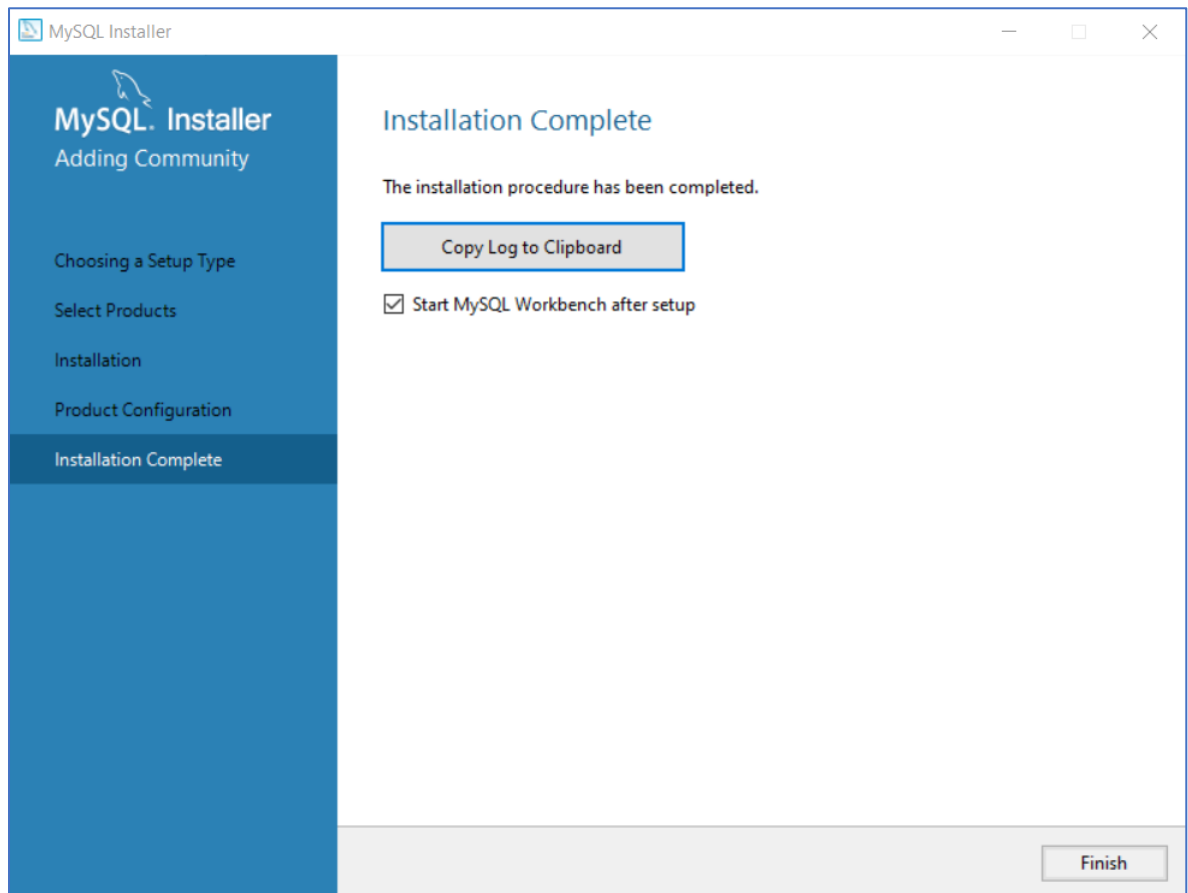 MySQL Installer
MySQL. Installer
Adding Community
Choosing a Setup Type
Select Products
Installation
Product Configuration
Installation Complete
Installation Complete
The installation procedure has been completed.
Copy Log to Clipboard
Start MySQL Workbench after setup
Finish